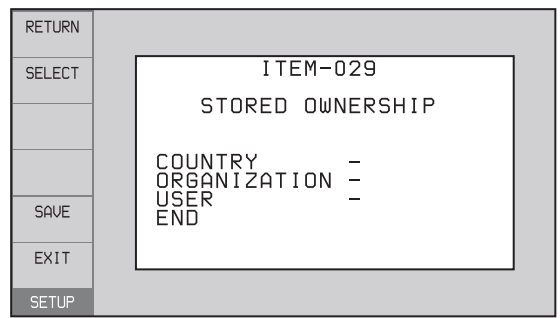 RETURN
SELECT
SAVE
EXIT
SETUP
ITEM-029
STORED OWNERSHIP
COUNTRY -
ORGANIZATION -
USER -
END